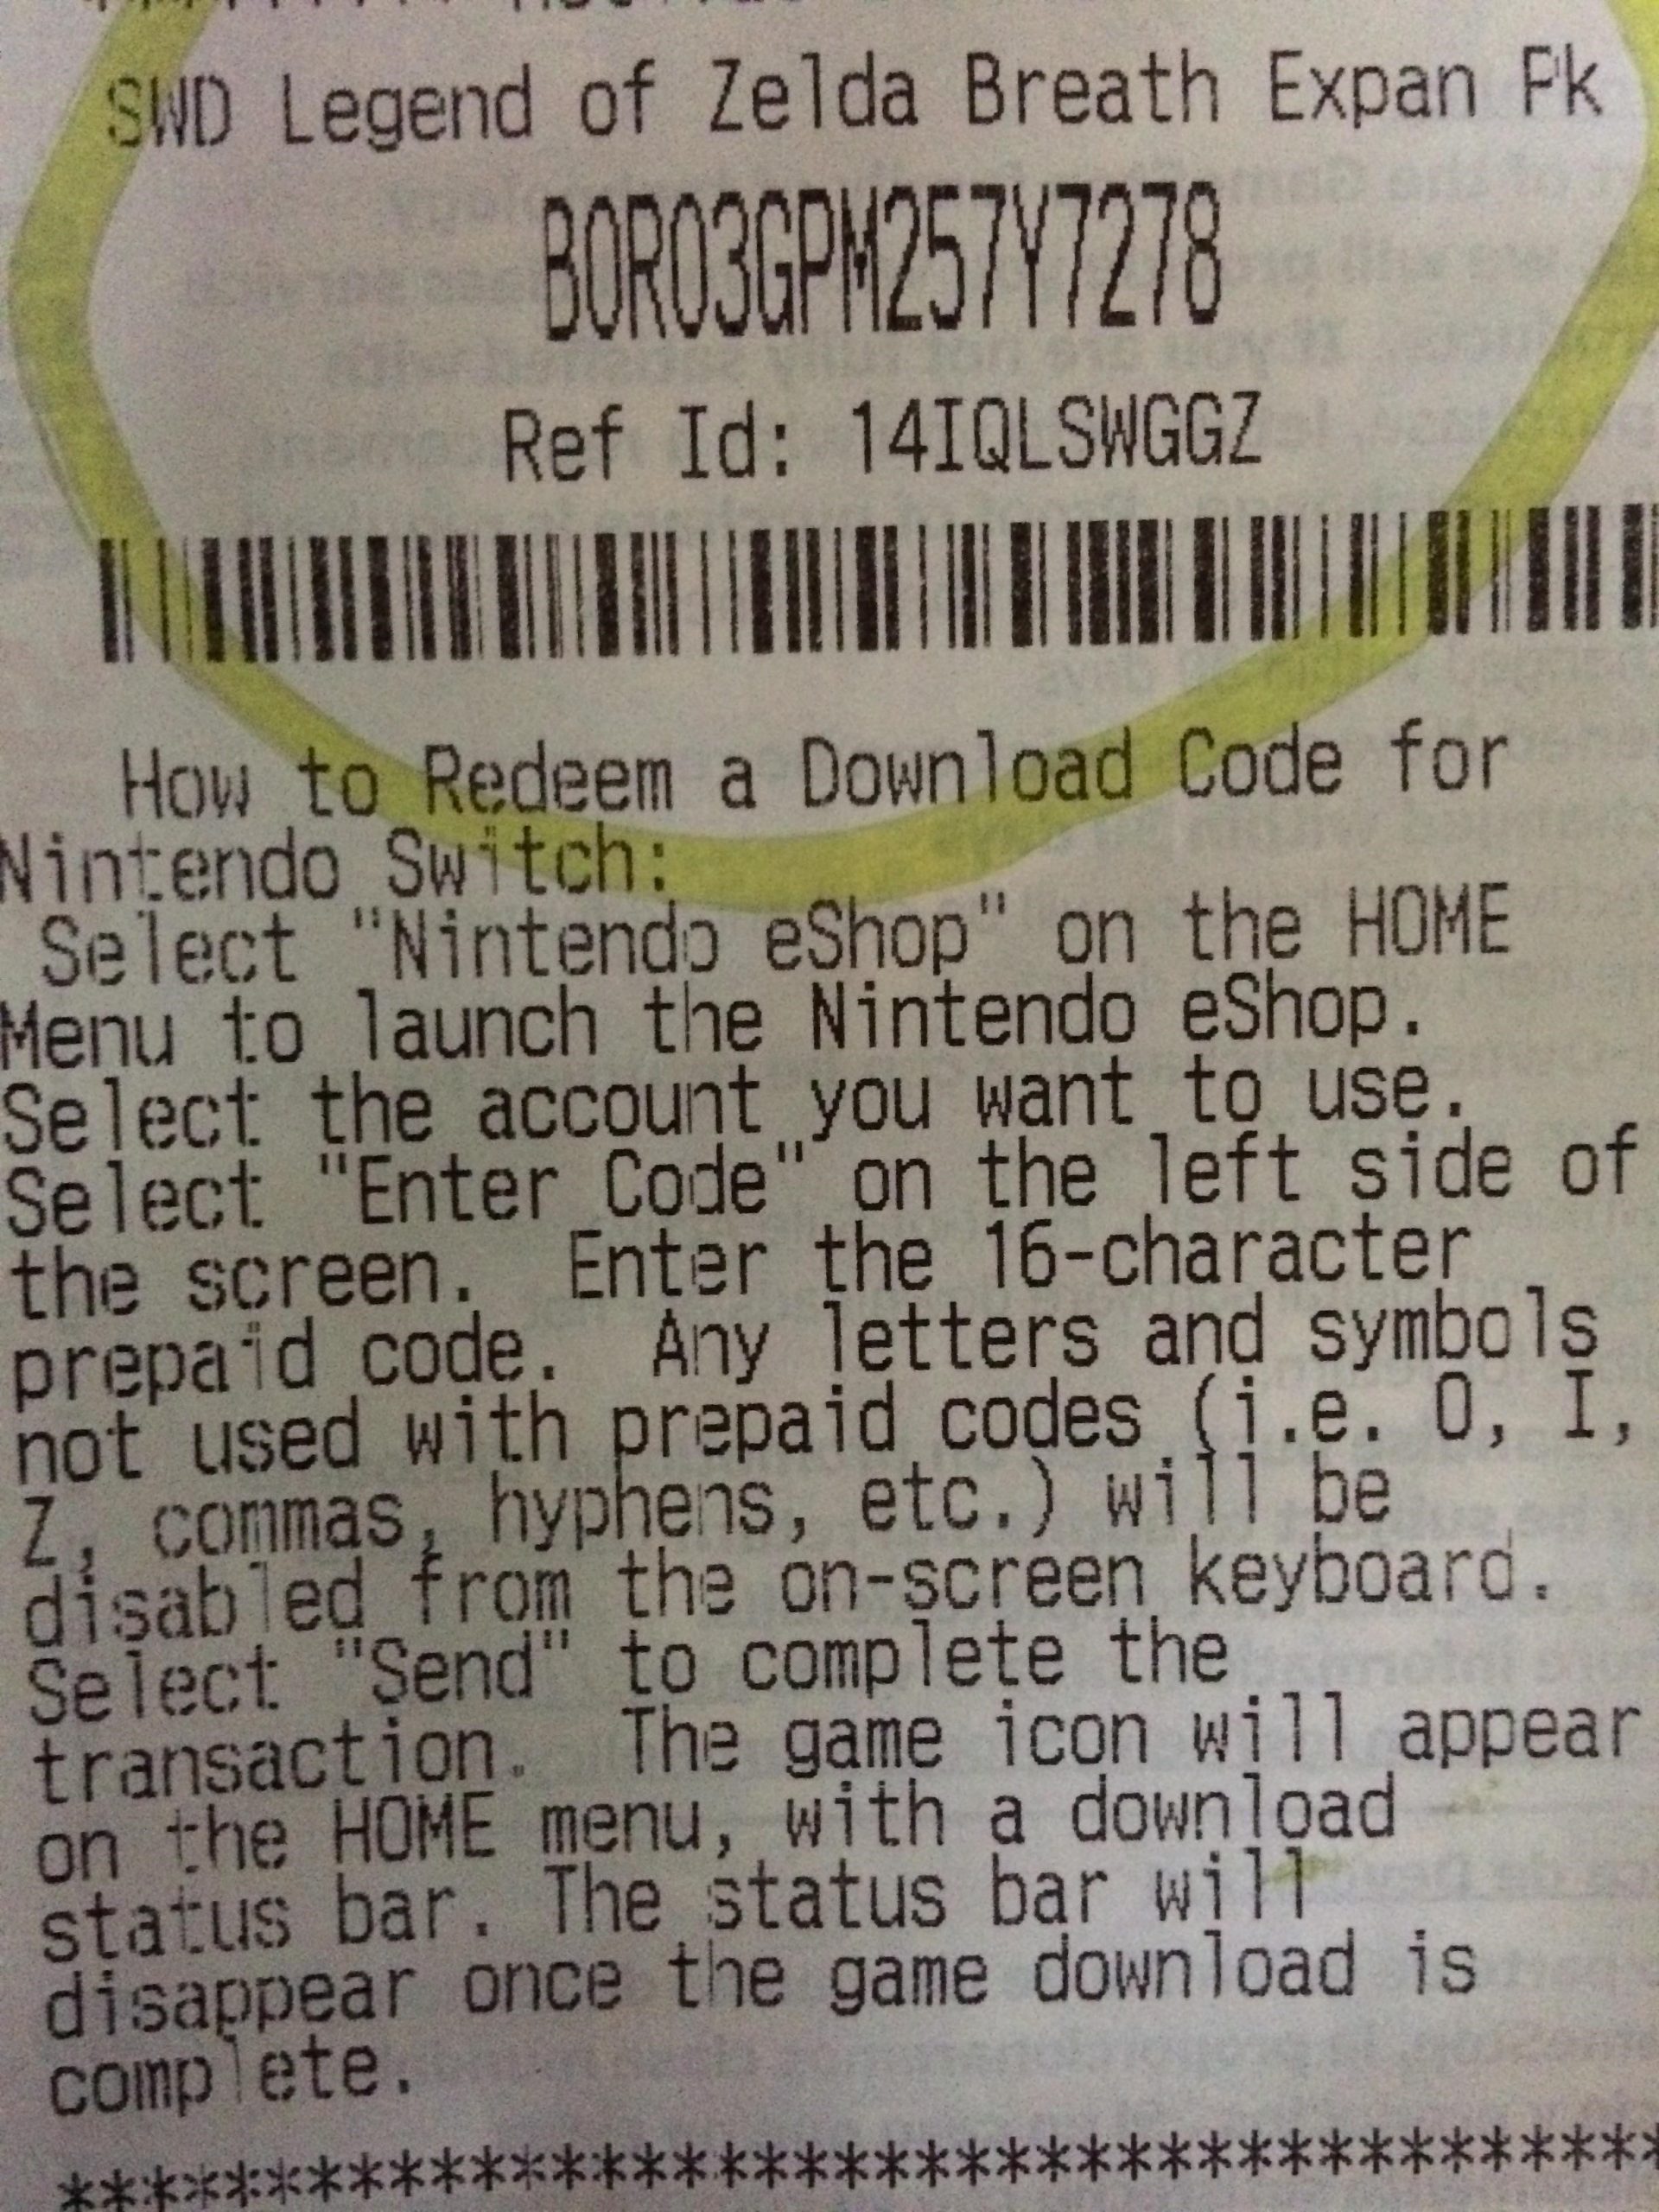 SWD Legend of Zelda Breath Expan Pk
B0R03GPM257Y7278
Ref Id: 14IQLSWGGZ
How to Redeem a Download Code for
Nintendo Switch:
Select "Nintendo eShop" on the HOME
Menu to launch the Nintendo eShop.
Select the account you want to use.
Select "Enter Code" on the left side of
the screen.  Enter the 16-character
prepaid code.  Any letters and symbols
not used with prepaid codes (i.e. O, I,
Z, commas, hyphens, etc.) will be
disabled from the on-screen keyboard.
Select "Send" to complete the
transaction.  The game icon will appear
on the HOME menu, with a download
status bar. The status bar will
disappear once the game download is
complete.
**************************************